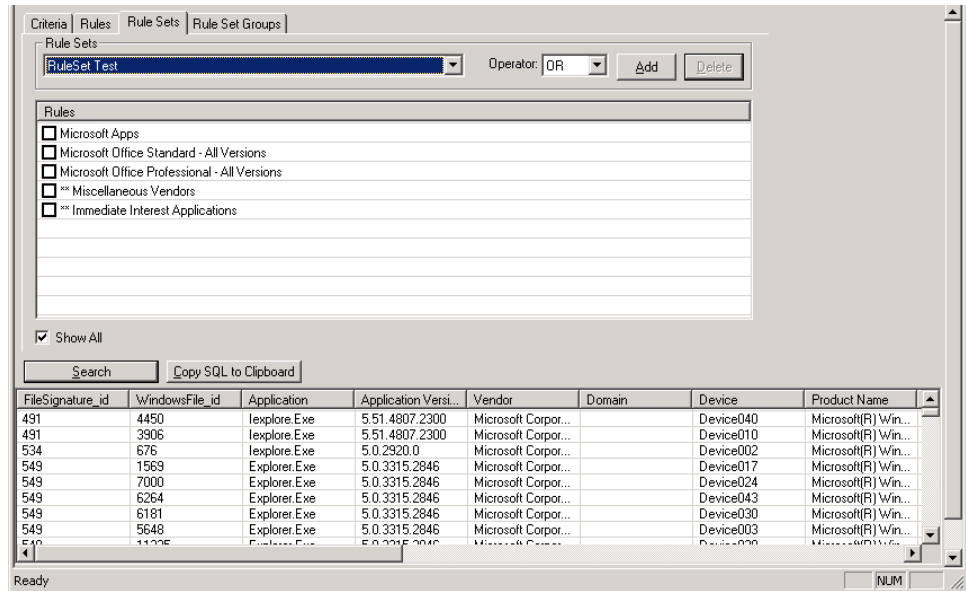 Criteria Rules Rule Sets Rule Set Groups
Rule Sets
RuleSet Test Operator: OR Add Delete
Rules
Microsoft Apps
Microsoft Office Standard - All Versions
Microsoft Office Professional - All Versions
** Miscellaneous Vendors
** Immediate Interest Applications
Show All
Search Copy SQL to Clipboard
FileSignature_id WindowsFile_id Application Application Versi... Vendor Domain Device Product Name
491 4450 Iexplore.Exe 5.51.4807.2300 Microsoft Corpor... Device040 Microsoft(R) Win...
491 3906 Iexplore.Exe 5.51.4807.2300 Microsoft Corpor... Device010 Microsoft(R) Win...
534 676 Iexplore.Exe 5.0.2920.0 Microsoft Corpor... Device002 Microsoft(R) Win...
549 1569 Explorer.Exe 5.0.3315.2846 Microsoft Corpor... Device017 Microsoft(R) Win...
549 7000 Explorer.Exe 5.0.3315.2846 Microsoft Corpor... Device024 Microsoft(R) Win...
549 6264 Explorer.Exe 5.0.3315.2846 Microsoft Corpor... Device043 Microsoft(R) Win...
549 6181 Explorer.Exe 5.0.3315.2846 Microsoft Corpor... Device030 Microsoft(R) Win...
549 5648 Explorer.Exe 5.0.3315.2846 Microsoft Corpor... Device003 Microsoft(R) Win...
Ready NUM